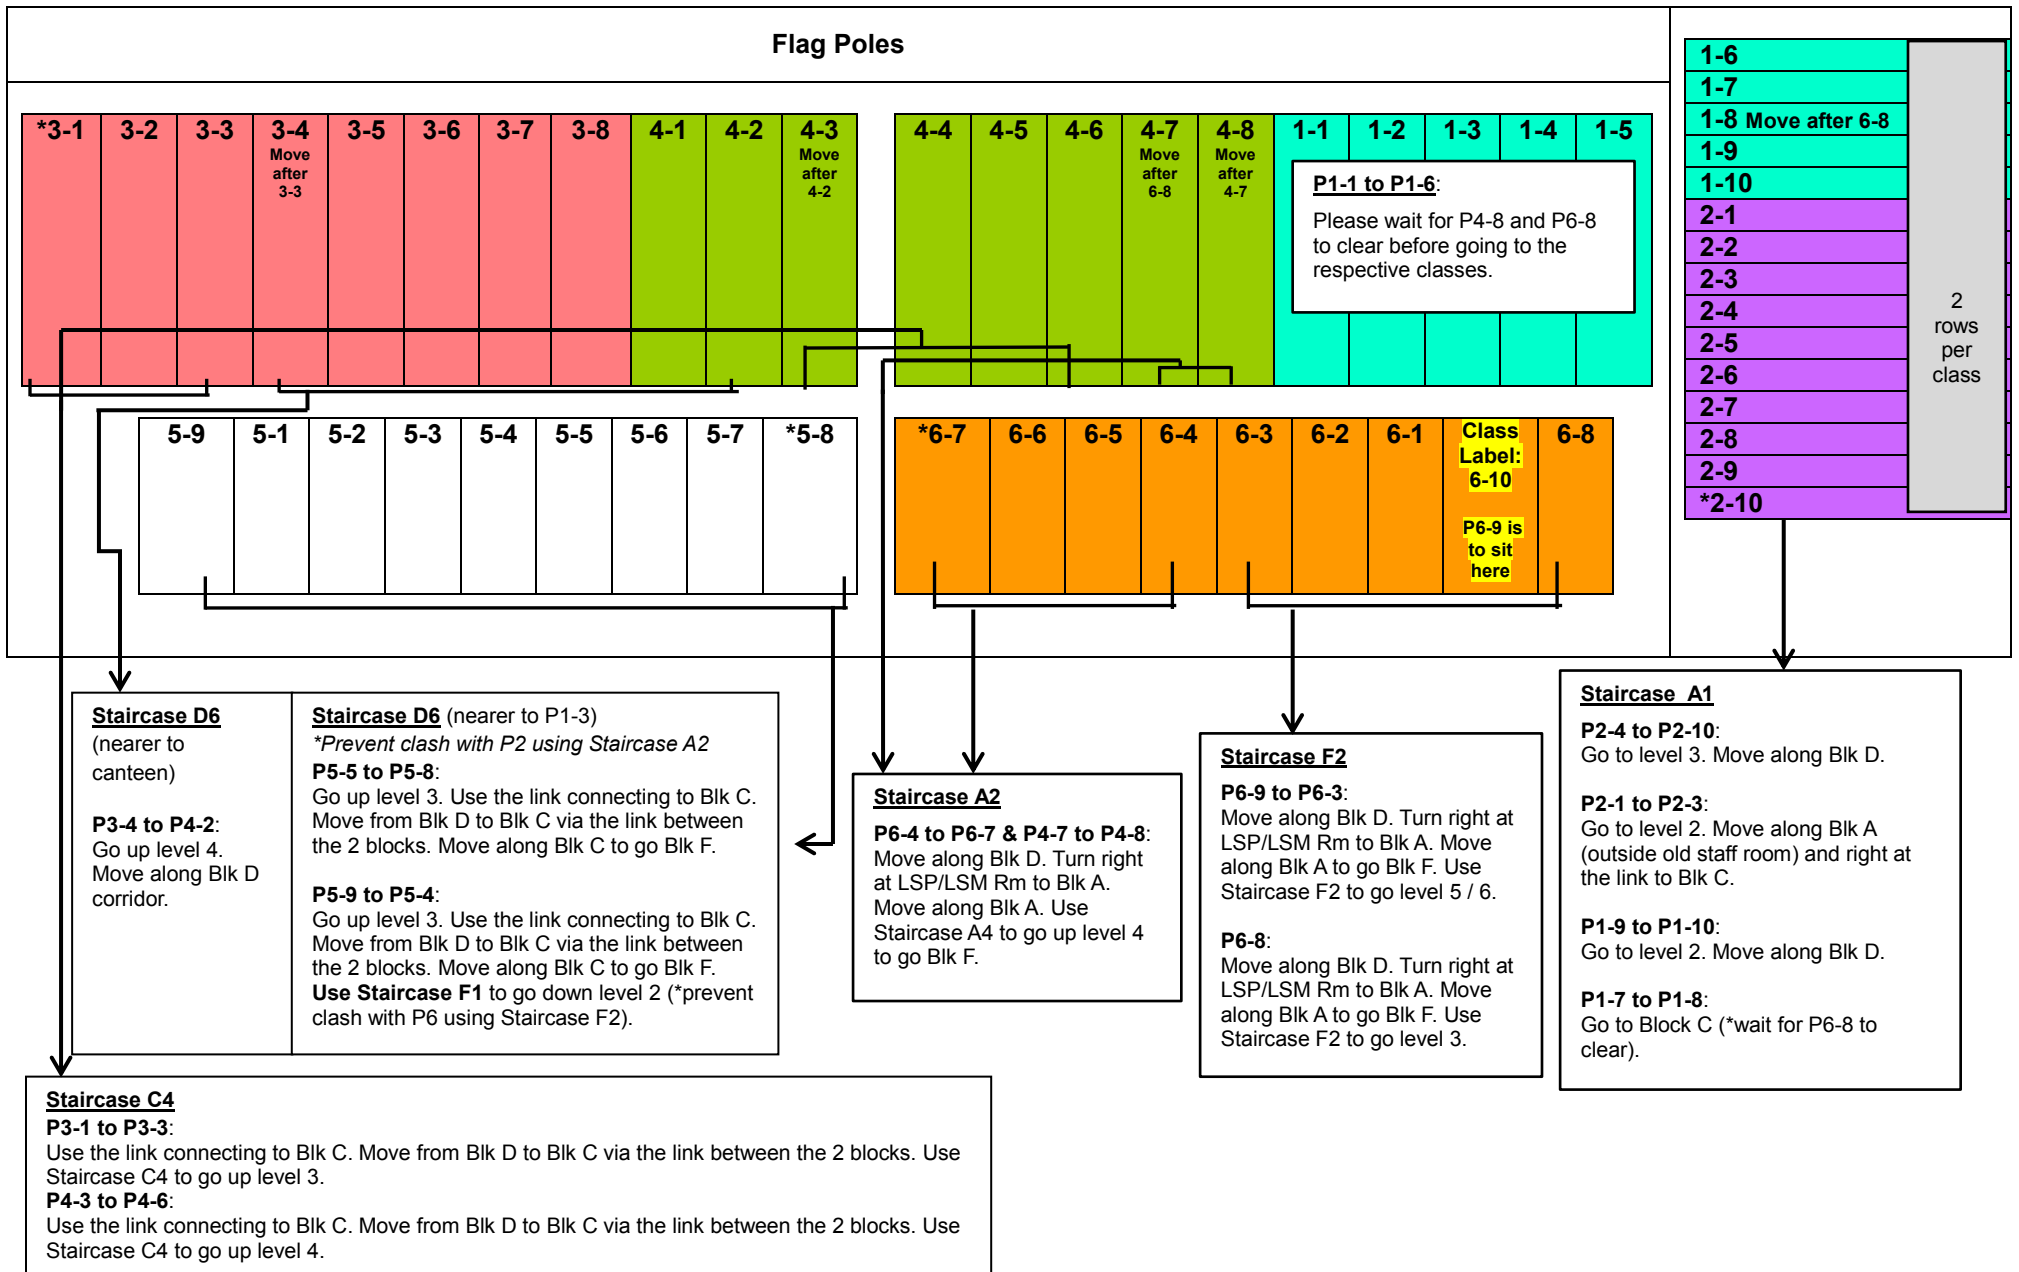 Flag Poles
*3-1
3-2
3-3
3-4
Move
after
3-3
3-5
3-6
3-7
3-8
4-1
4-2
4-3
Move
after
4-2
4-4
4-5
4-6
4-7
Move
after
6-8
4-8
Move
after
4-7
1-1
1-2
1-3
1-4
1-5
P1-1 to P1-6:
Please wait for P4-8 and P6-8
to clear before going to the
respective classes.
1-6
1-7
1-8 Move after 6-8
1-9
1-10
2-1
2-2
2-3
2-4
2-5
2-6
2-7
2-8
2-9
*2-10
2
rows
per
class
5-9
5-1
5-2
5-3
5-4
5-5
5-6
5-7
*5-8
*6-7
6-6
6-5
6-4
6-3
6-2
6-1
Class
Label:
6-10
P6-9 is
to sit
here
6-8
Staircase D6
(nearer to
canteen)
P3-4 to P4-2:
Go up level 4.
Move along Blk D
corridor.
Staircase D6 (nearer to P1-3)
*Prevent clash with P2 using Staircase A2
P5-5 to P5-8:
Go up level 3. Use the link connecting to Blk C.
Move from Blk D to Blk C via the link between
the 2 blocks. Move along Blk C to go Blk F.
P5-9 to P5-4:
Go up level 3. Use the link connecting to Blk C.
Move from Blk D to Blk C via the link between
the 2 blocks. Move along Blk C to go Blk F.
Use Staircase F1 to go down level 2 (*prevent
clash with P6 using Staircase F2).
Staircase A2
P6-4 to P6-7 & P4-7 to P4-8:
Move along Blk D. Turn right
at LSP/LSM Rm to Blk A.
Move along Blk A. Use
Staircase A4 to go up level 4
to go Blk F.
Staircase F2
P6-9 to P6-3:
Move along Blk D. Turn right at
LSP/LSM Rm to Blk A. Move
along Blk A to go Blk F. Use
Staircase F2 to go level 5 / 6.
P6-8:
Move along Blk D. Turn right at
LSP/LSM Rm to Blk A. Move
along Blk A to go Blk F. Use
Staircase F2 to go level 3.
Staircase A1
P2-4 to P2-10:
Go to level 3. Move along Blk D.
P2-1 to P2-3:
Go to level 2. Move along Blk A
(outside old staff room) and right at
the link to Blk C.
P1-9 to P1-10:
Go to level 2. Move along Blk D.
P1-7 to P1-8:
Go to Block C (*wait for P6-8 to
clear).
Staircase C4
P3-1 to P3-3:
Use the link connecting to Blk C. Move from Blk D to Blk C via the link between the 2 blocks. Use
Staircase C4 to go up level 3.
P4-3 to P4-6:
Use the link connecting to Blk C. Move from Blk D to Blk C via the link between the 2 blocks. Use
Staircase C4 to go up level 4.